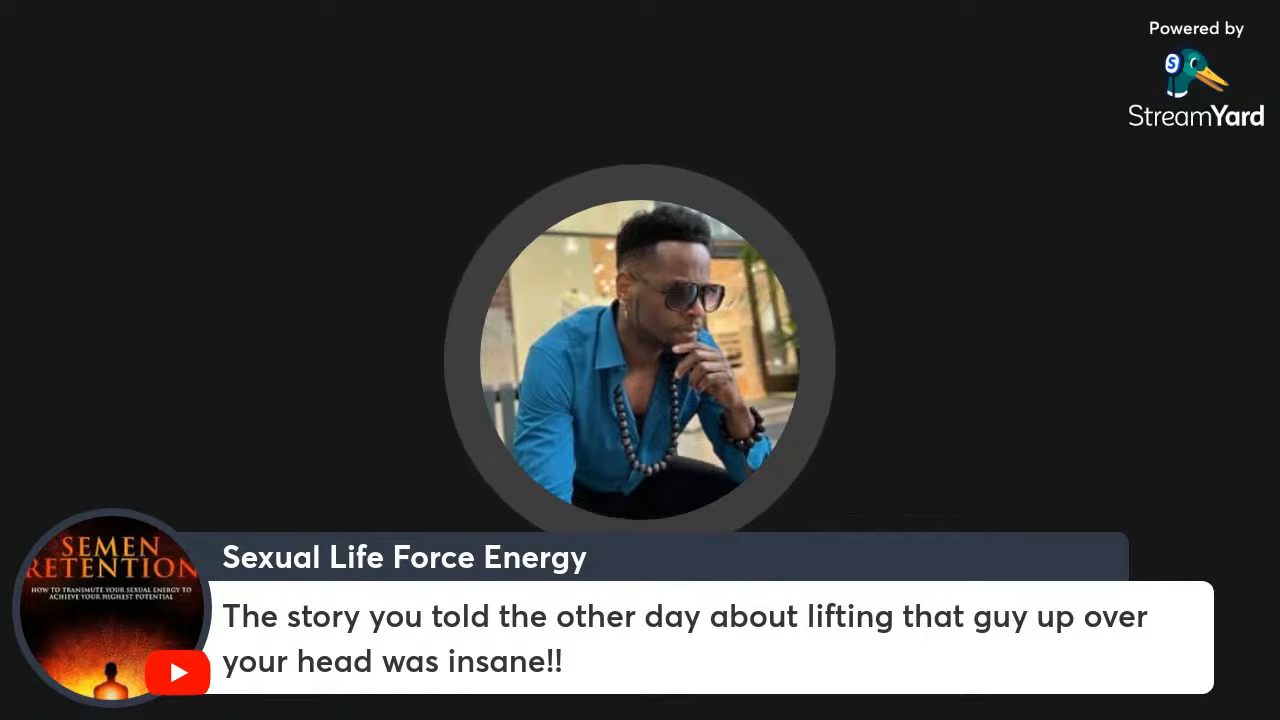 Powered by
S
StreamYard
SEMEN
RETENTION
HOW TO TRANSMUTE YOUR SEXUAL ENERGY TO
ACHIEVE YOUR HIGHEST POTENTIAL
Sexual Life Force Energy
The story you told the other day about lifting that guy up over
your head was insane!!